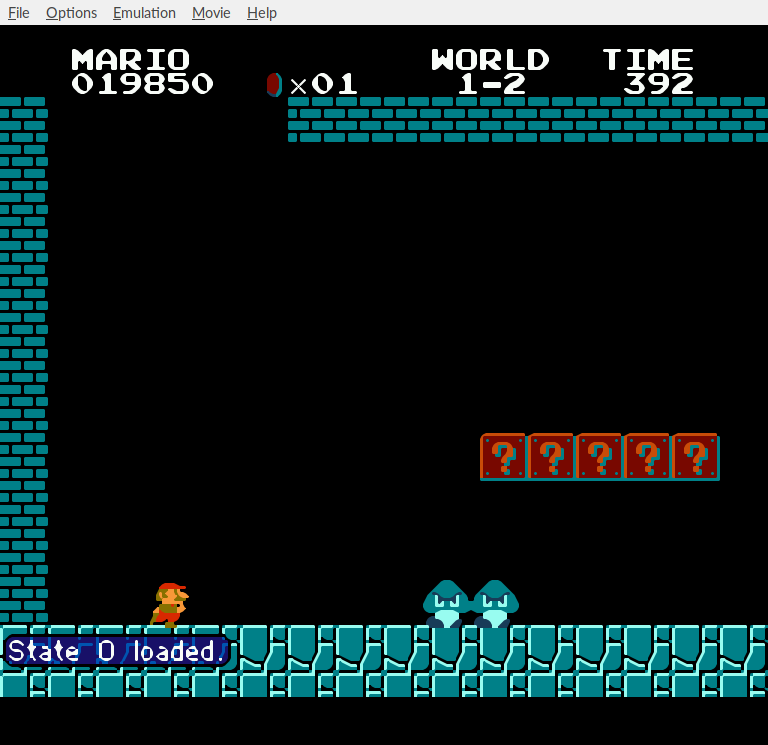 File Options Emulation Movie Help
MARIO WORLD TIME
019850 ×01 1-2 392
? ? ? ? ?
State 0 loaded.